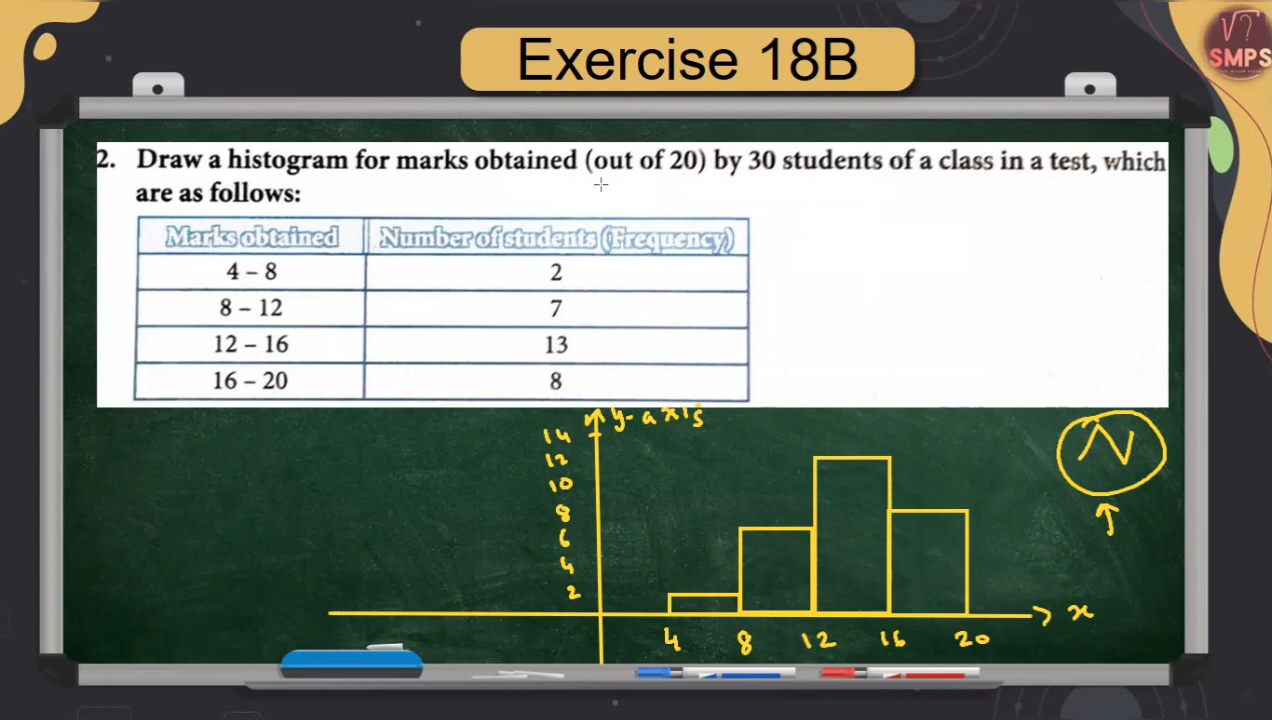 Exercise 18B
√?
SMPS
2. Draw a histogram for marks obtained (out of 20) by 30 students of a class in a test, which
are as follows:
Marks obtained Number of students (Frequency)
4 – 8 2
8 – 12 7
12 – 16 13
16 – 20 8
y-axis
14
12
10
8
6
4
2
4 8 12 16 20
x
N